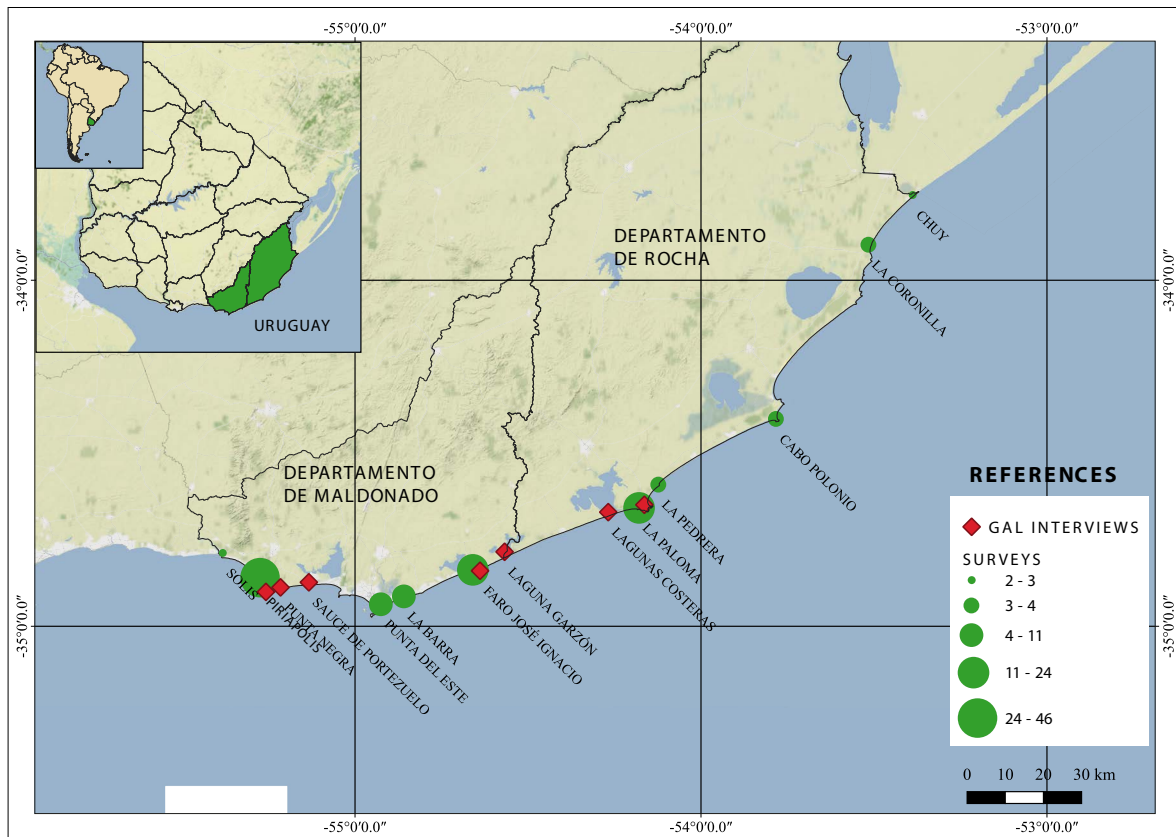 -55°0'0.0"
-54°0'0.0"
-53°0'0.0"
URUGUAY
DEPARTAMENTO
DE ROCHA
DEPARTAMENTO
DE MALDONADO
CHUY
LA CORONILLA
CABO POLONIO
LA PEDRERA
LA PALOMA
LAGUNAS COSTERAS
LAGUNA GARZÓN
FARO JOSÉ IGNACIO
LA BARRA
PUNTA DEL ESTE
SAUCE DE PORTEZUELO
PUNTA NEGRA
PIRIÁPOLIS
SOLIS
-34°0'0.0"
-34°0'0.0"
-35°0'0.0"
-35°0'0.0"
REFERENCES
GAL INTERVIEWS
SURVEYS
2 - 3
3 - 4
4 - 11
11 - 24
24 - 46
0 10 20 30 km
-55°0'0.0"
-54°0'0.0"
-53°0'0.0"